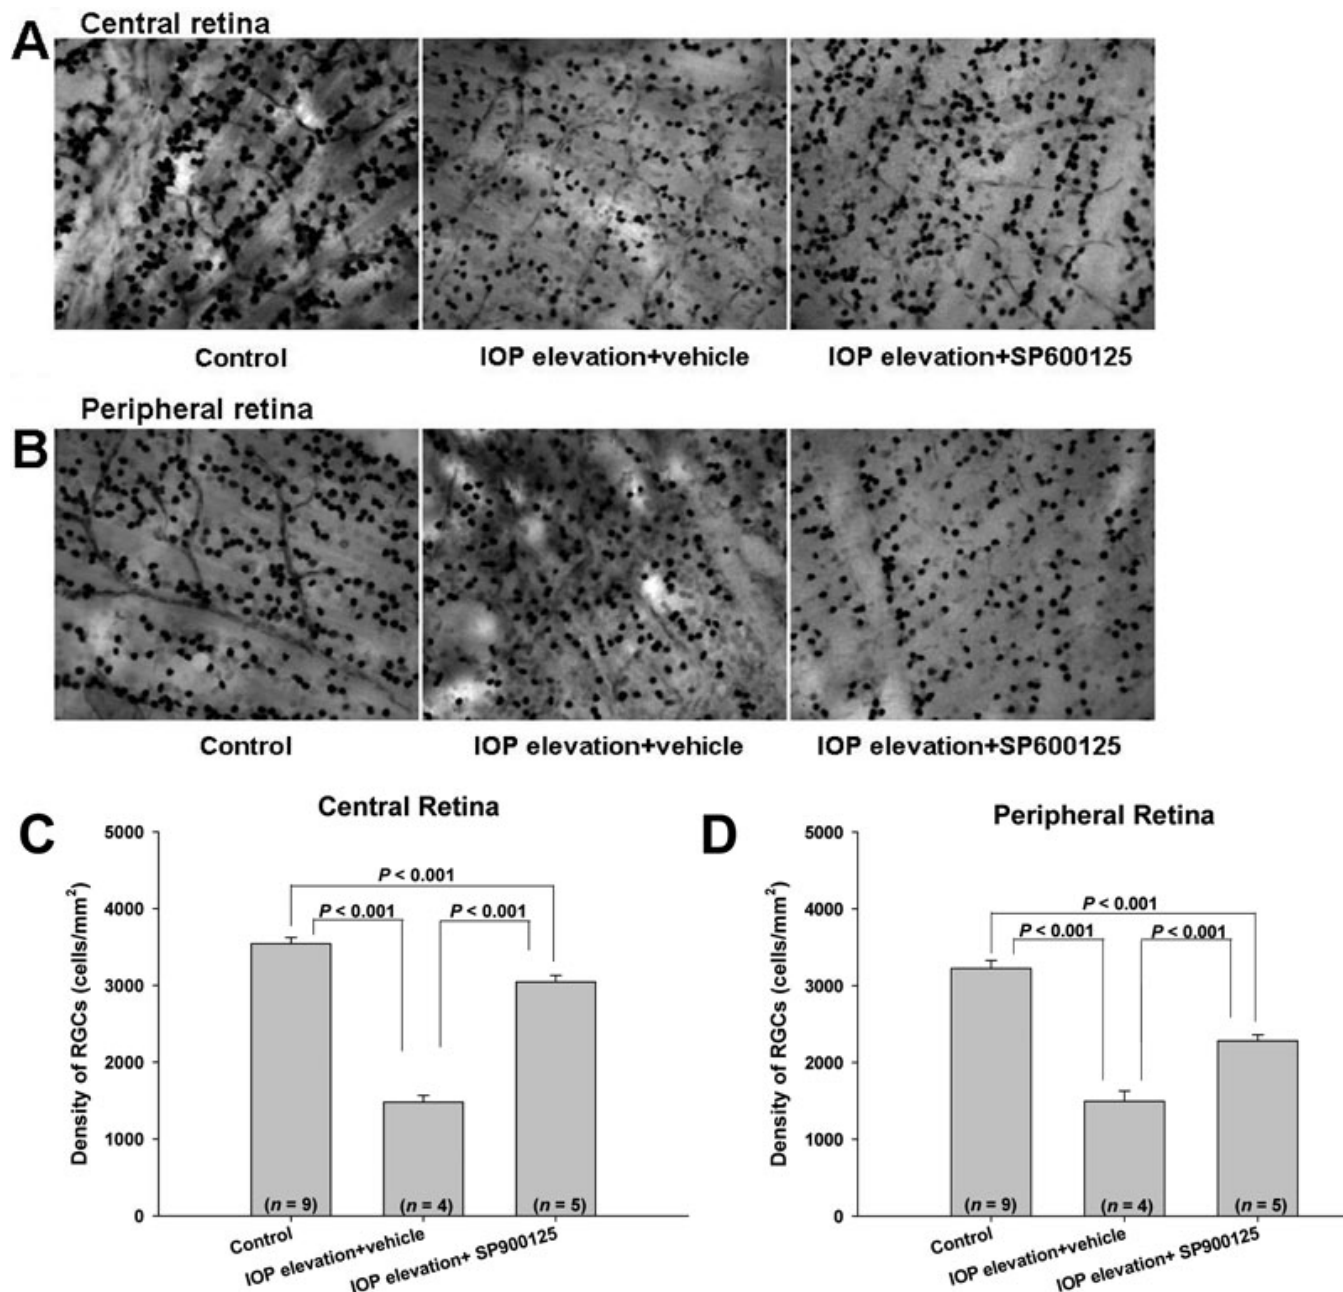 A
Central retina
Control
IOP elevation+vehicle
IOP elevation+SP600125
B
Peripheral retina
Control
IOP elevation+vehicle
IOP elevation+SP600125
C
Central Retina
Density of RGCs (cells/mm²)
5000
4000
3000
2000
1000
0
P < 0.001
P < 0.001
P < 0.001
(n = 9)
(n = 4)
(n = 5)
Control
IOP elevation+vehicle
IOP elevation+ SP900125
D
Peripheral Retina
Density of RGCs (cells/mm²)
5000
4000
3000
2000
1000
0
P < 0.001
P < 0.001
P < 0.001
(n = 9)
(n = 4)
(n = 5)
Control
IOP elevation+vehicle
IOP elevation+ SP900125